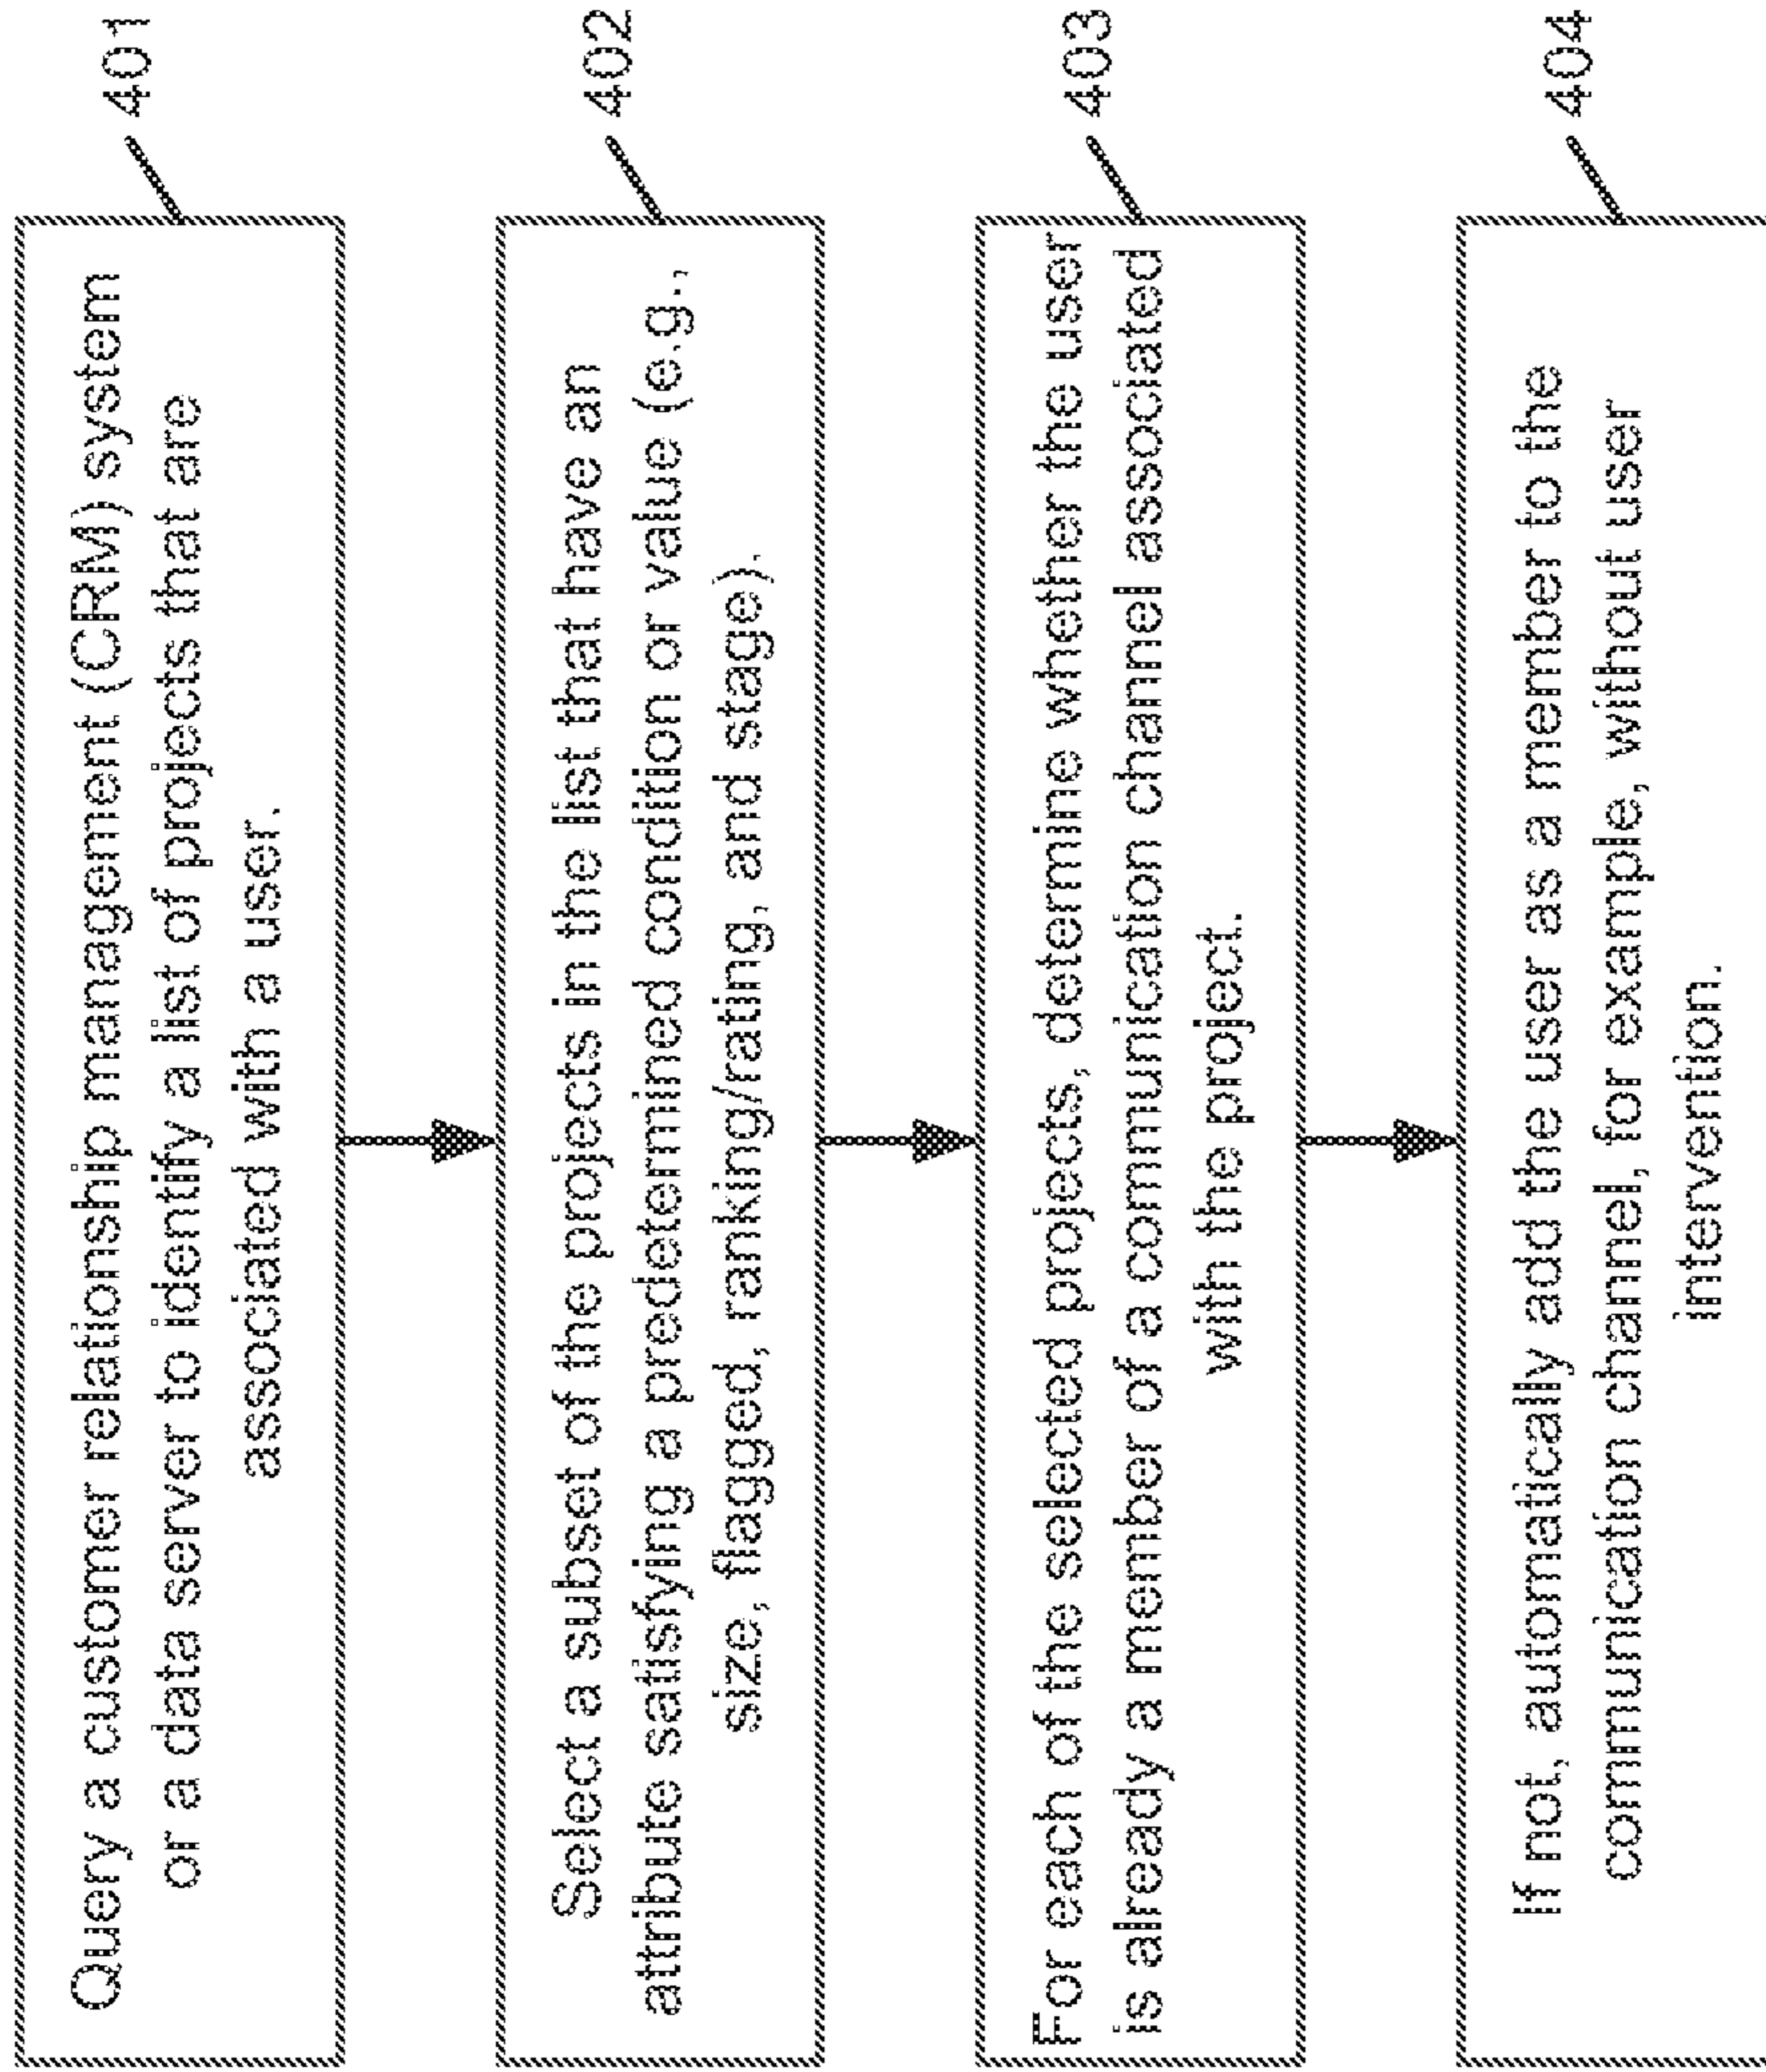 Query a customer relationship management (CRM) system
or a data server to identify a list of projects that are
associated with a user.
401
Select a subset of the projects in the list that have an
attribute satisfying a predetermined condition or value (e.g.,
size, flagged, ranking/rating, and stage).
402
For each of the selected projects, determine whether the user
is already a member of a communication channel associated
with the project.
403
If not, automatically add the user as a member to the
communication channel, for example, without user
intervention.
404